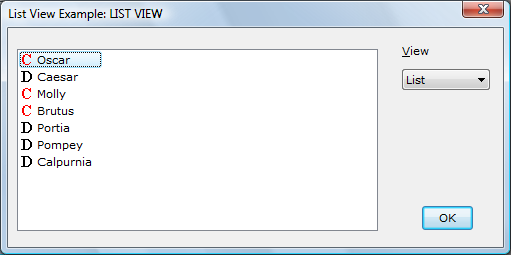 List View Example: LIST VIEW
View
List
C Oscar
D Caesar
C Molly
C Brutus
D Portia
D Pompey
D Calpurnia
OK